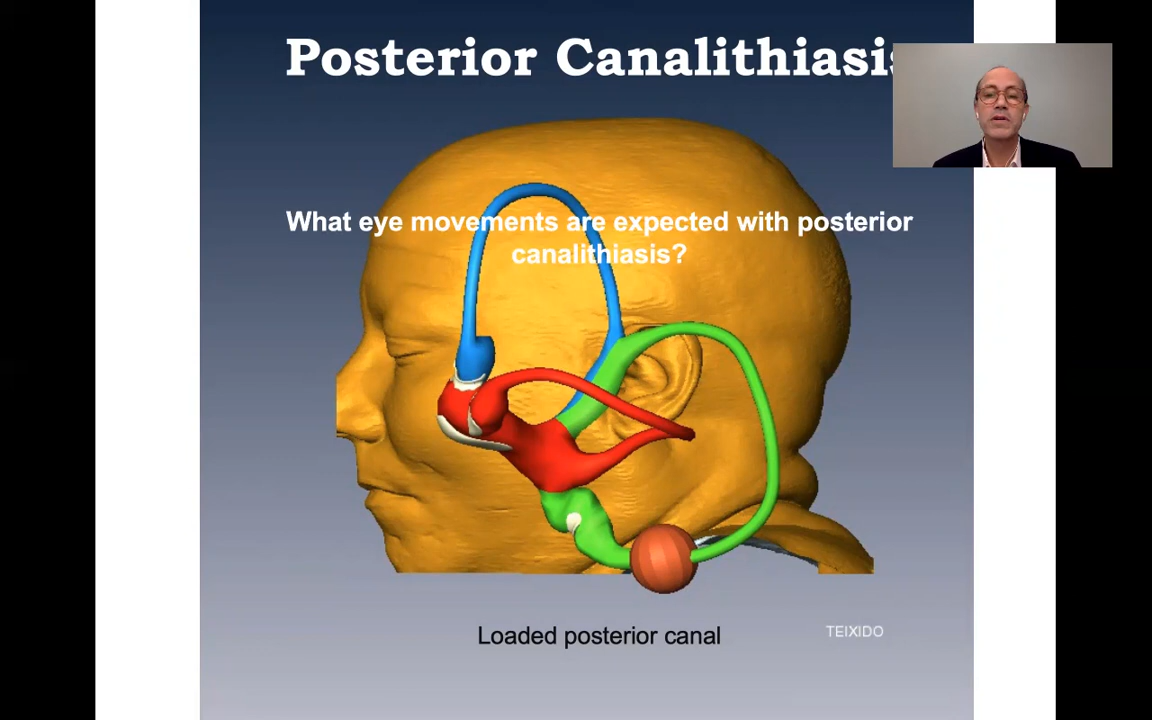 Posterior Canalithiasis
What eye movements are expected with posterior
canalithiasis?
Loaded posterior canal
TEIXIDO